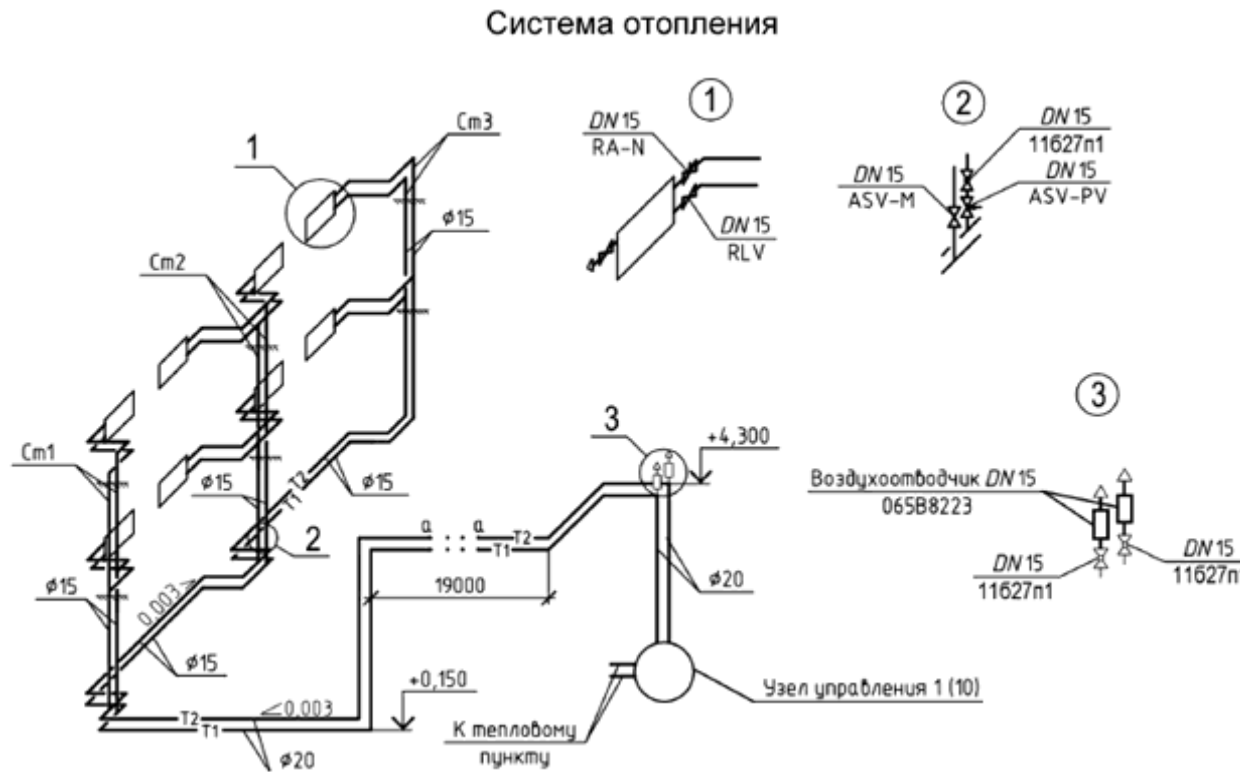 Система отопления
1
Ст3
Ø15
Ст2
Ст1
Ø15
Ø15
Ø15
0,003
Ø15
2
T1 T2
T2
T1
0,003
Ø20
+0,150
a
a
T2
T1
19000
3
+4,300
Ø20
Узел управления 1 (10)
К тепловому
пункту
1
DN 15
RA-N
DN 15
RLV
2
DN 15
11б27п1
DN 15
ASV-M
DN 15
ASV-PV
3
Воздухоотводчик DN 15
065B8223
DN 15
11б27п1
DN 15
11б27п1